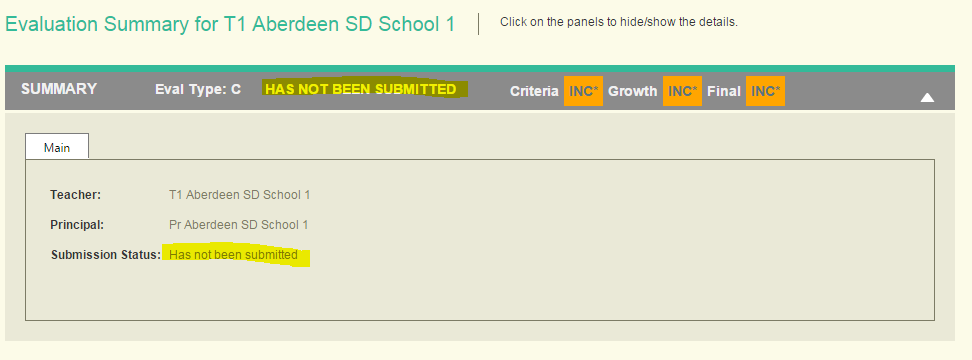 Evaluation Summary for T1 Aberdeen SD School 1 Click on the panels to hide/show the details.
SUMMARY Eval Type: C HAS NOT BEEN SUBMITTED Criteria INC* Growth INC* Final INC*
Main
Teacher: T1 Aberdeen SD School 1
Principal: Pr Aberdeen SD School 1
Submission Status: Has not been submitted